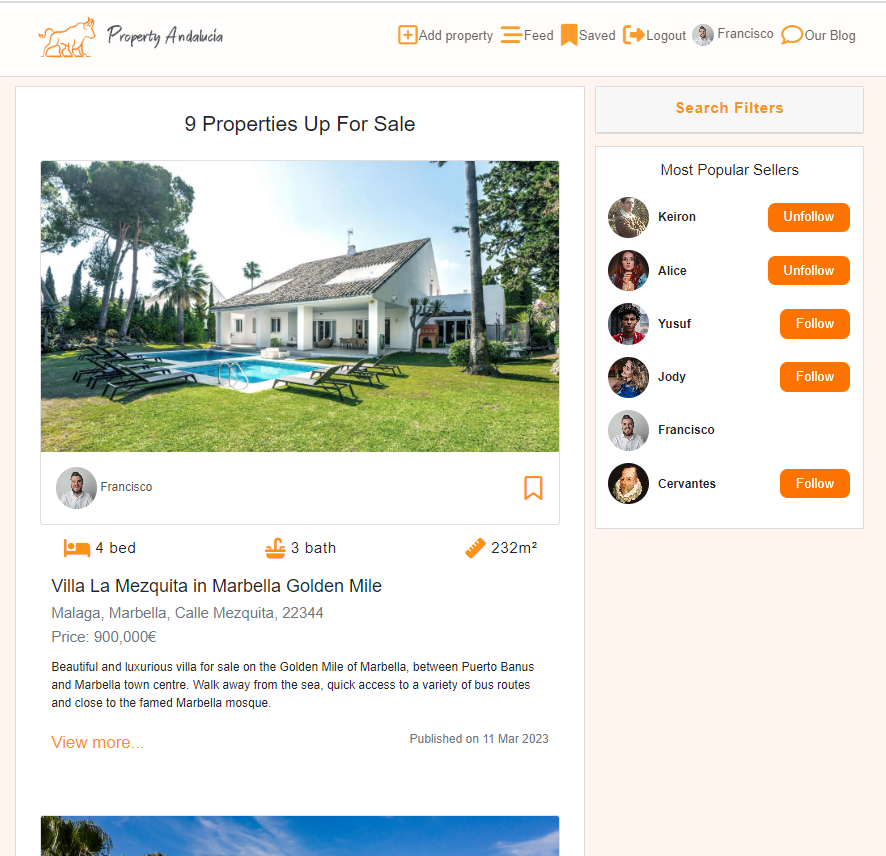 Property Andalucía
Add property Feed Saved Logout Francisco Our Blog
9 Properties Up For Sale
Francisco
4 bed 3 bath 232m²
Villa La Mezquita in Marbella Golden Mile
Malaga, Marbella, Calle Mezquita, 22344
Price: 900,000€
Beautiful and luxurious villa for sale on the Golden Mile of Marbella, between Puerto Banus
and Marbella town centre. Walk away from the sea, quick access to a variety of bus routes
and close to the famed Marbella mosque.
View more...
Published on 11 Mar 2023
Search Filters
Most Popular Sellers
Keiron Unfollow
Alice Unfollow
Yusuf Follow
Jody Follow
Francisco
Cervantes Follow